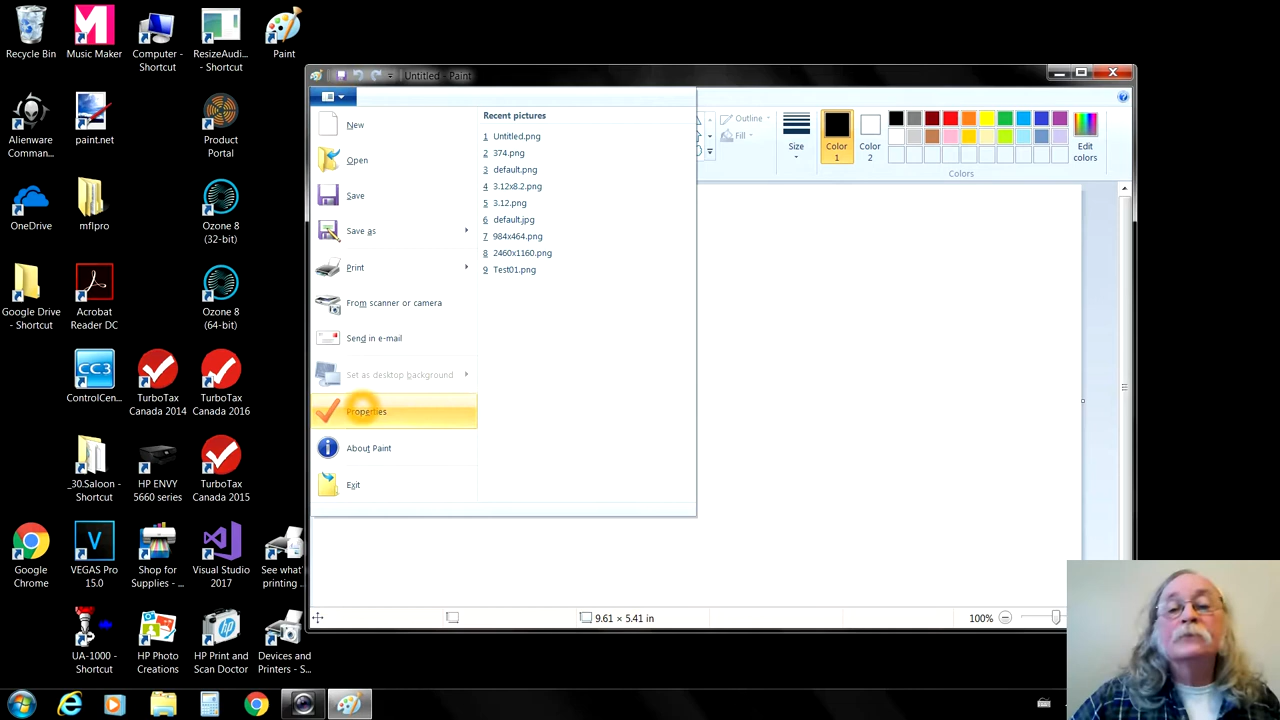 Recycle Bin
Music Maker
Computer -
Shortcut
ResizeAudi...
- Shortcut
Paint
Alienware
Comman...
paint.net
Product
Portal
OneDrive
mflpro
Ozone 8
(32-bit)
Google Drive
- Shortcut
Acrobat
Reader DC
Ozone 8
(64-bit)
CC3
ControlCen...
TurboTax
Canada 2014
TurboTax
Canada 2016
_30.Saloon -
Shortcut
HP ENVY
5660 series
TurboTax
Canada 2015
Google
Chrome
V
VEGAS Pro
15.0
Shop for
Supplies - ...
Visual Studio
2017
See what's
printing ...
UA-1000 -
Shortcut
HP Photo
Creations
HP Print and
Scan Doctor
Devices and
Printers - S...
Untitled - Paint
New
Open
Save
Save as
Print
From scanner or camera
Send in e-mail
Set as desktop background
Properties
About Paint
Exit
Recent pictures
1 Untitled.png
2 374.png
3 default.png
4 3.12x8.2.png
5 3.12.png
6 default.jpg
7 984x464.png
8 2460x1160.png
9 Test01.png
Outline
Fill
Size
Color
1
Color
2
Edit
colors
Colors
9.61 × 5.41 in
100%